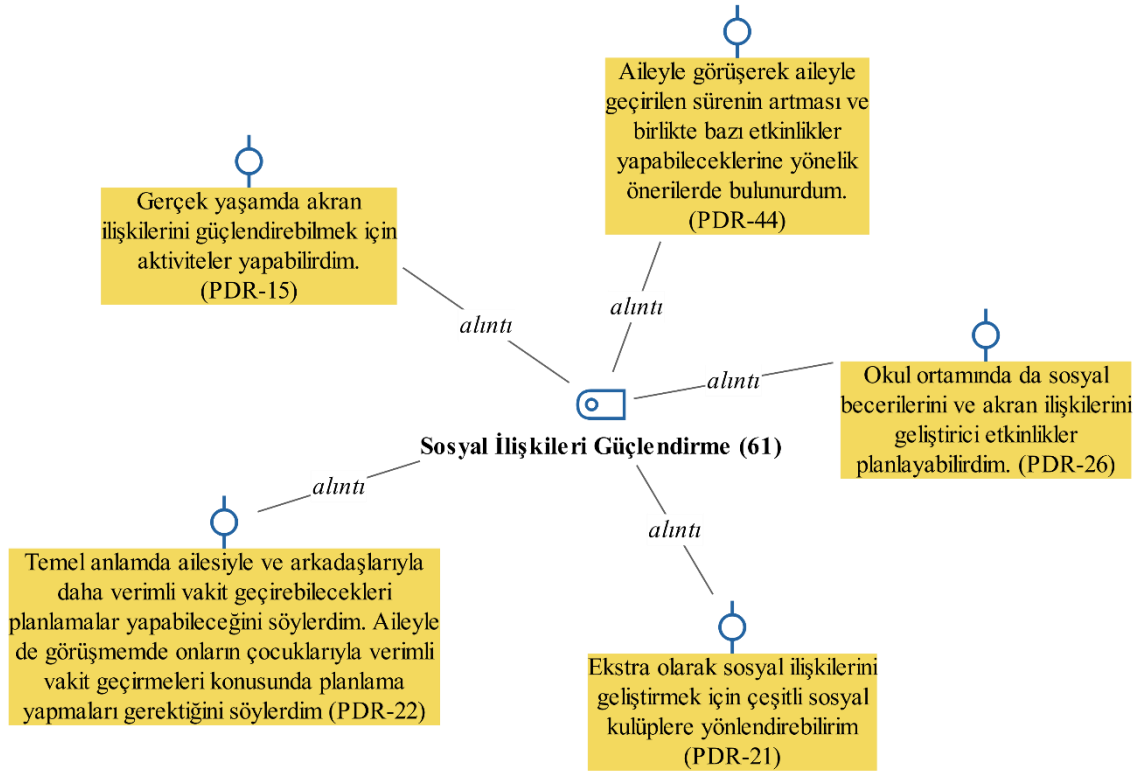 Aileyle görüşerek aileyle
geçirilen sürenin artması ve
birlikte bazı etkinlikler
yapabileceklerine yönelik
önerilerde bulunurdum.
(PDR-44)
Gerçek yaşamda akran
ilişkilerini güçlendirebilmek için
aktiviteler yapabilirdim.
(PDR-15)
alıntı
alıntı
alıntı
Okul ortamında da sosyal
becerilerini ve akran ilişkilerini
geliştirici etkinlikler
planlayabilirdim. (PDR-26)
Sosyal İlişkileri Güçlendirme (61)
alıntı
alıntı
Temel anlamda ailesiyle ve arkadaşlarıyla
daha verimli vakit geçirebilecekleri
planlamalar yapabileceğini söylerdim. Aileyle
de görüşmemde onların çocuklarıyla verimli
vakit geçirmeleri konusunda planlama
yapmaları gerektiğini söylerdim (PDR-22)
Ekstra olarak sosyal ilişkilerini
geliştirmek için çeşitli sosyal
kulüplere yönlendirebilirim
(PDR-21)